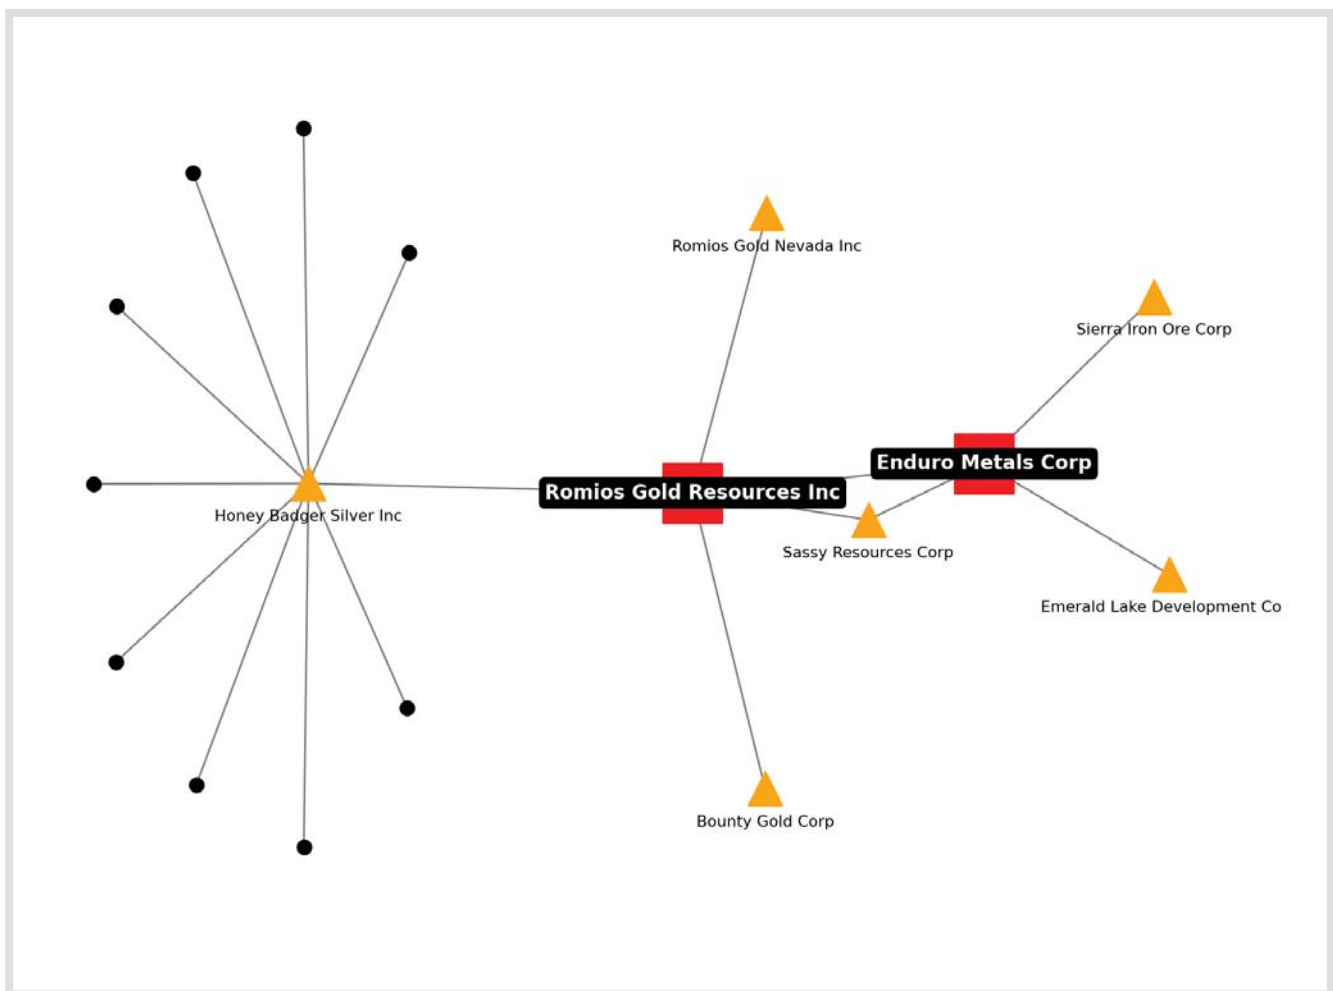 Romios Gold Nevada Inc
Sierra Iron Ore Corp
Enduro Metals Corp
Romios Gold Resources Inc
Honey Badger Silver Inc
Sassy Resources Corp
Emerald Lake Development Co
Bounty Gold Corp